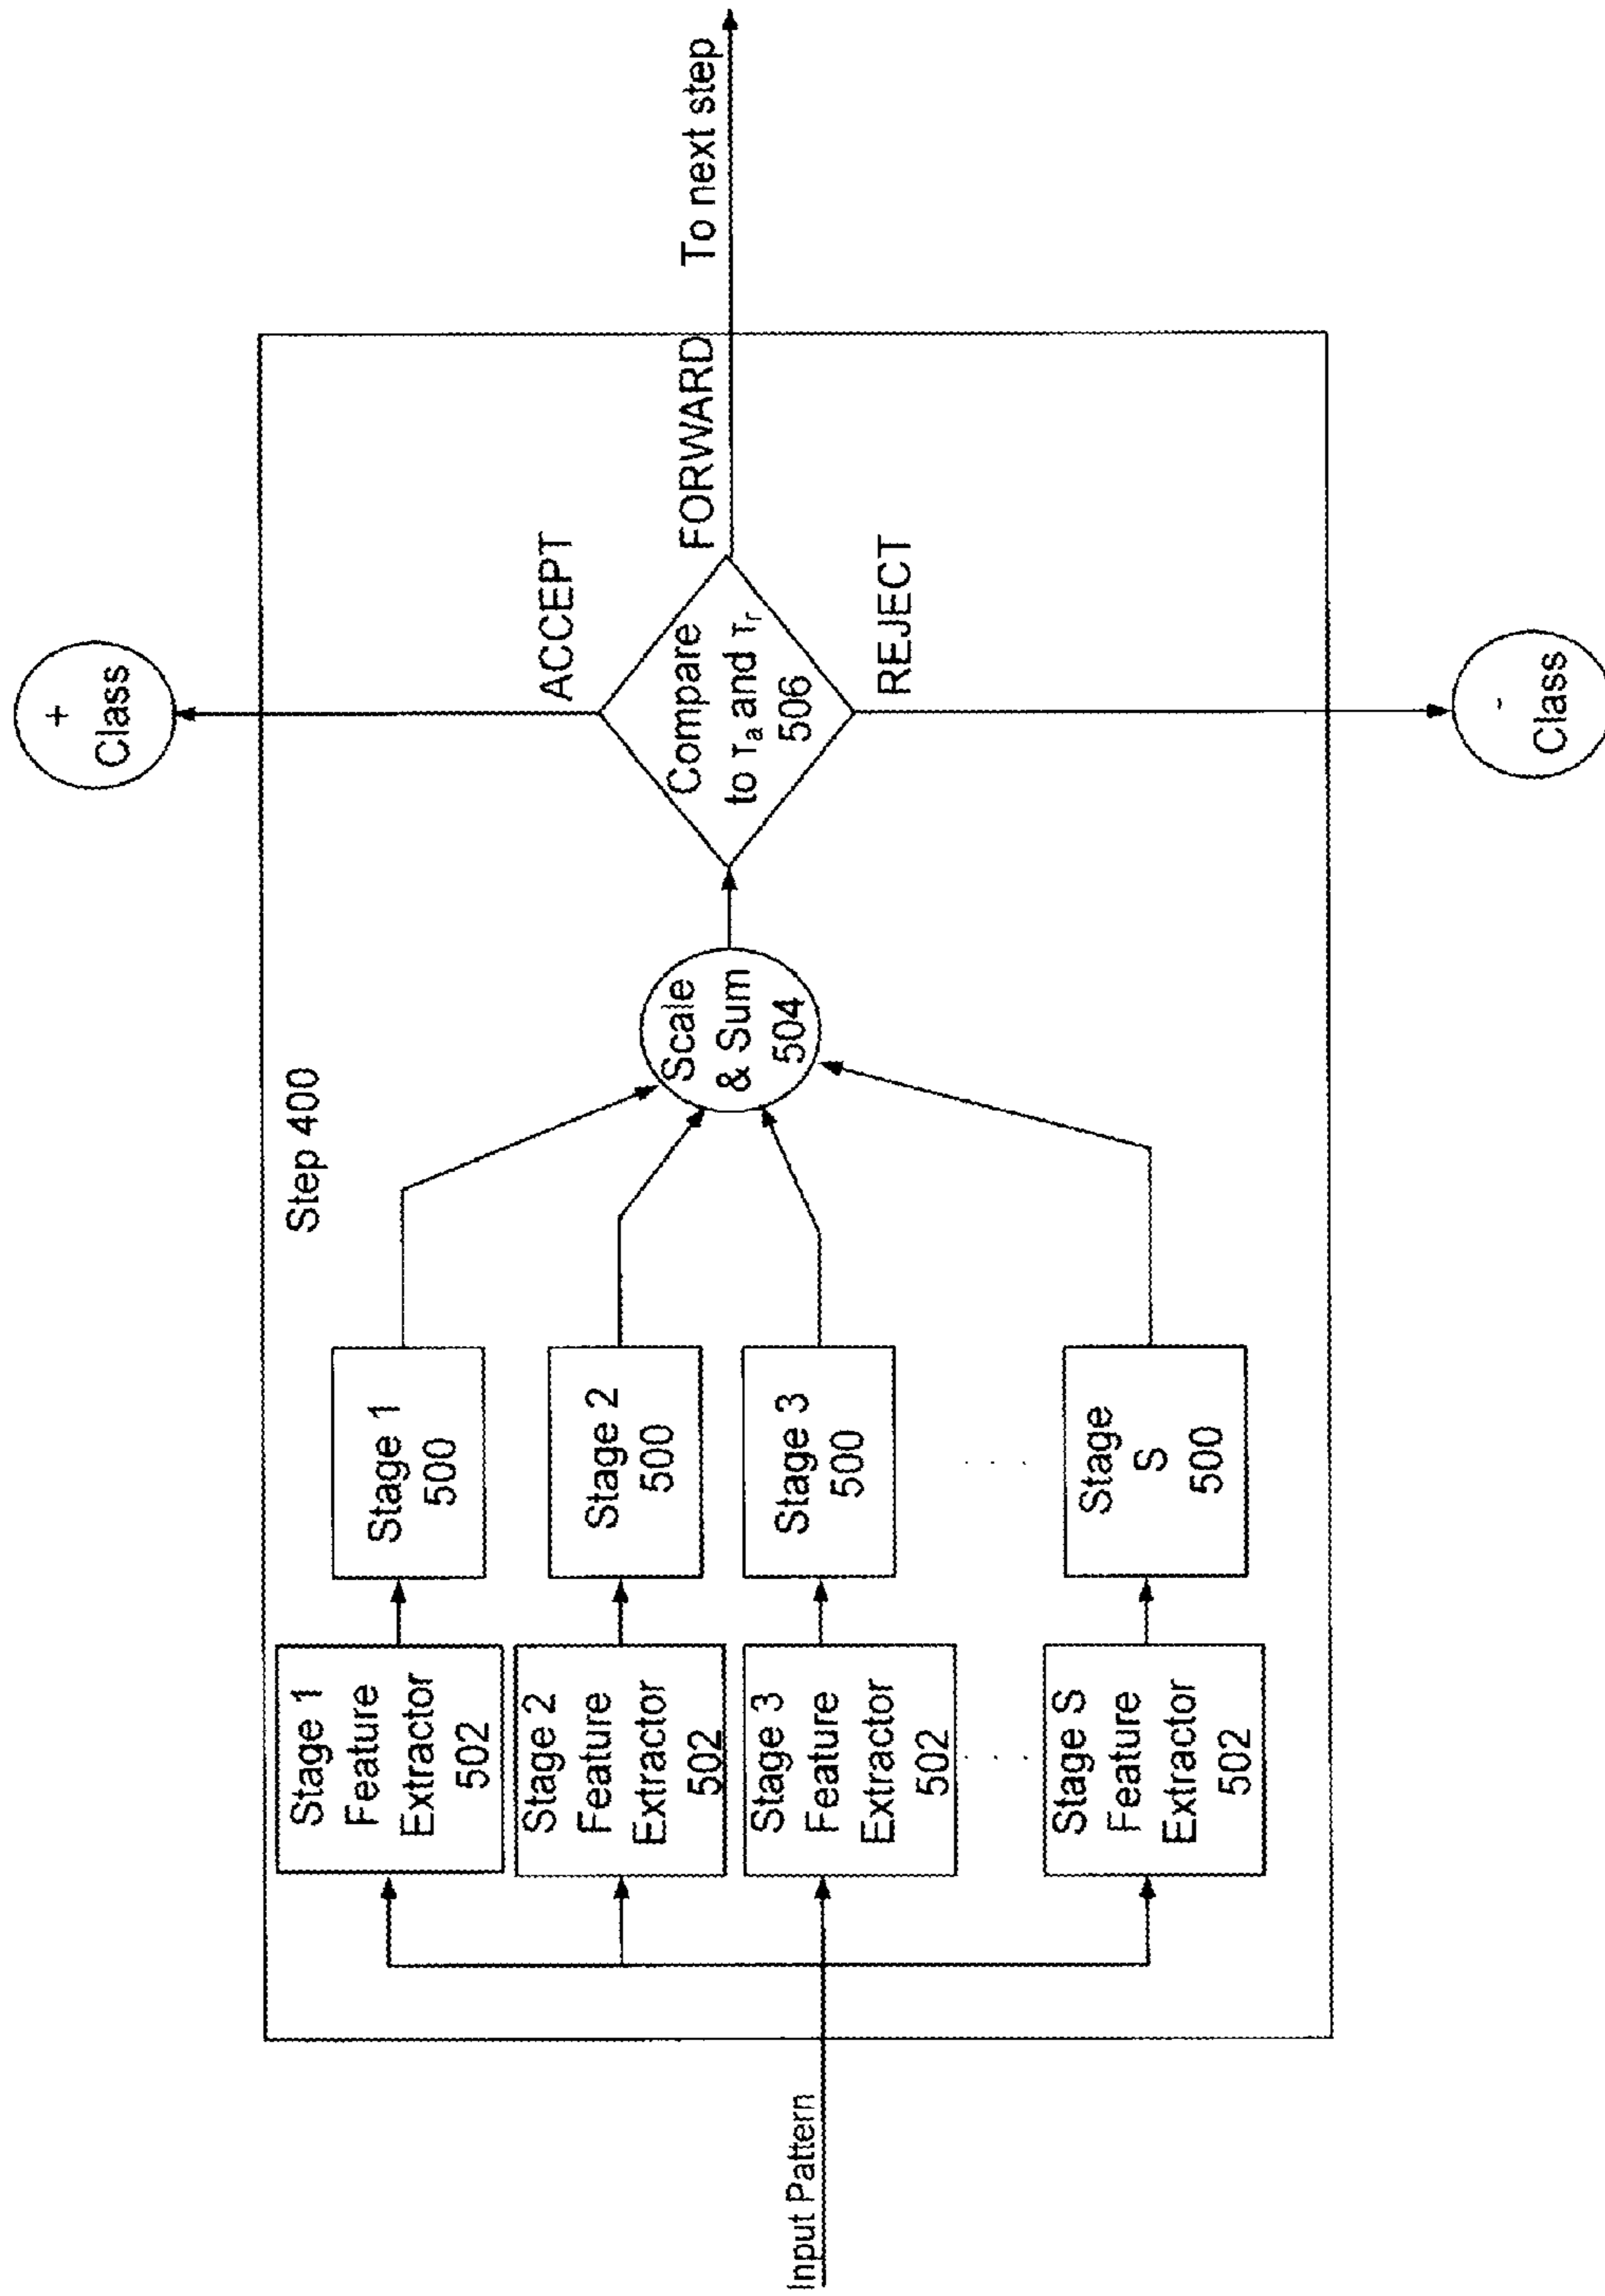 Input Pattern
Step 400
Stage 1
Feature
Extractor
502
Stage 2
Feature
Extractor
502
Stage 3
Feature
Extractor
502
. . .
Stage S
Feature
Extractor
502
Stage 1
500
Stage 2
500
Stage 3
500
. . .
Stage
S
500
Scale
& Sum
504
Compare
to τa and τr
506
ACCEPT
FORWARD
REJECT
To next step
+
Class
-
Class